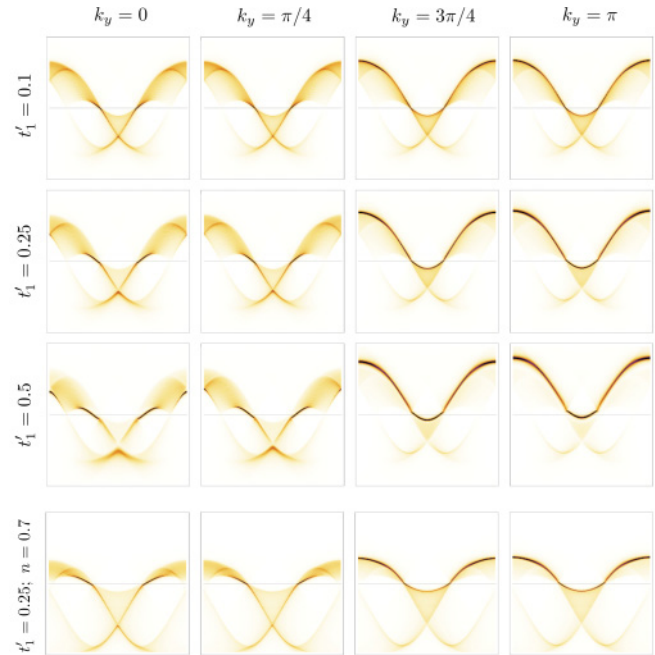 k_y = 0 k_y = π/4 k_y = 3π/4 k_y = π
t′_1 = 0.1
t′_1 = 0.25
t′_1 = 0.5
t′_1 = 0.25; n = 0.7